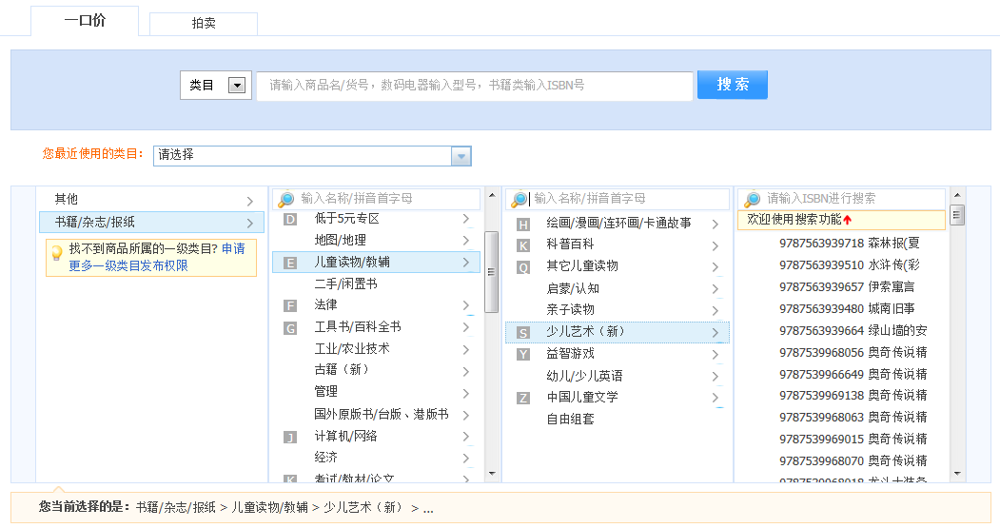 一口价
拍卖
类目
请输入商品名/货号，数码电器输入型号，书籍类输入ISBN号
搜 索
您最近使用的类目：
请选择
其他
书籍/杂志/报纸
找不到商品所属的一级类目? 申请
更多一级类目发布权限
输入名称/拼音首字母
D 低于5元专区
地图/地理
E 儿童读物/教辅
二手/闲置书
F 法律
G 工具书/百科全书
工业/农业技术
古籍（新）
管理
国外原版书/台版、港版书
J 计算机/网络
经济
K 考试/教材/论文
输入名称/拼音首字母
H 绘画/漫画/连环画/卡通故事
K 科普百科
Q 其它儿童读物
启蒙/认知
亲子读物
S 少儿艺术（新）
Y 益智游戏
幼儿/少儿英语
Z 中国儿童文学
自由组套
请输入ISBN进行搜索
欢迎使用搜索功能
9787563939718 森林报(夏
9787563939510 水浒传(彩
9787563939657 伊索寓言
9787563939480 城南旧事
9787563939664 绿山墙的安
9787539968056 奥奇传说精
9787539966649 奥奇传说精
9787539969138 奥奇传说精
9787539968063 奥奇传说精
9787539969015 奥奇传说精
9787539968070 奥奇传说精
您当前选择的是：书籍/杂志/报纸 > 儿童读物/教辅 > 少儿艺术（新） > ...